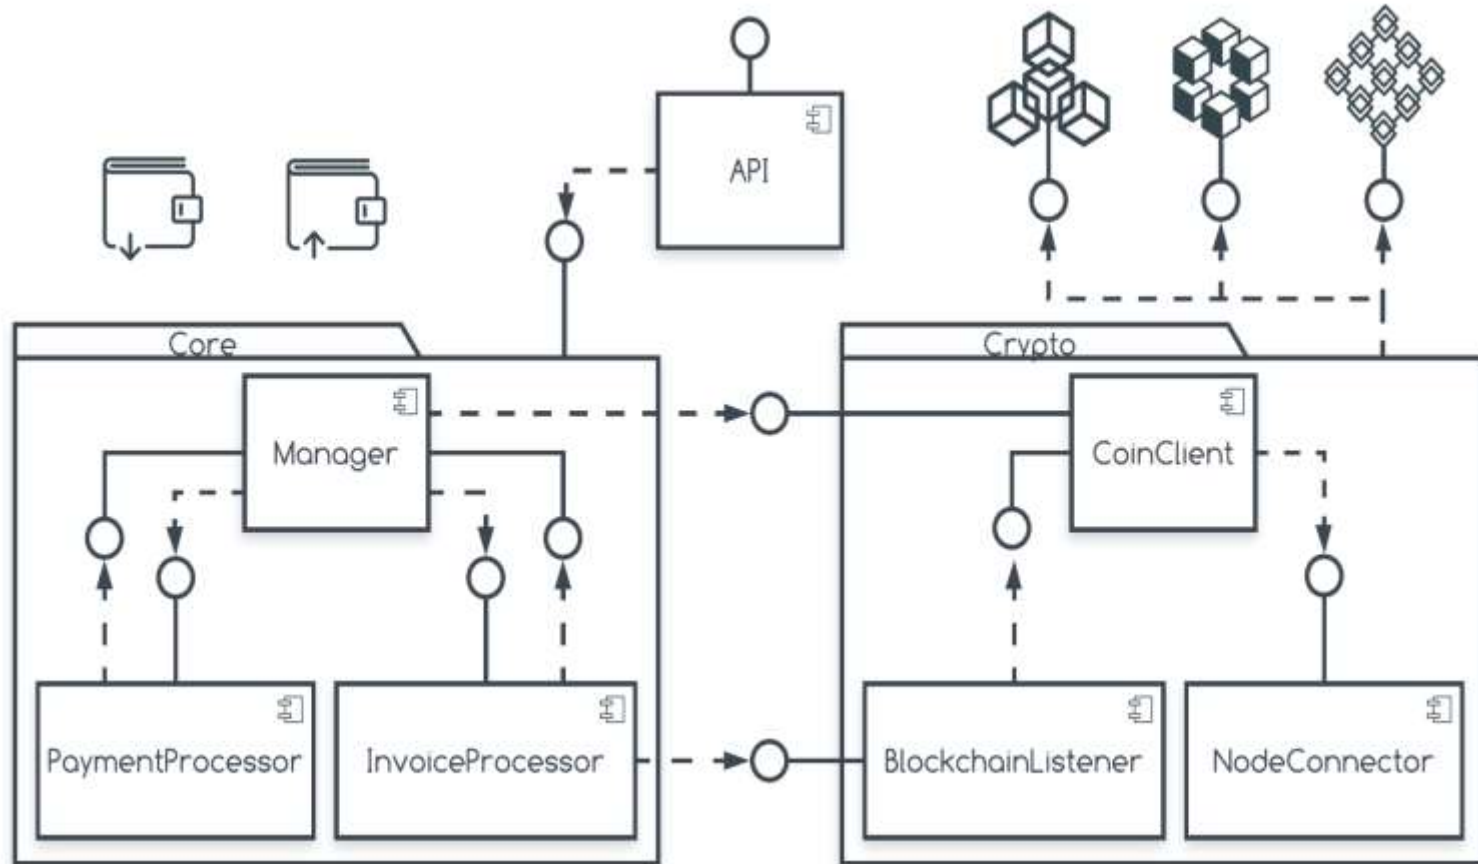 API
Core
Crypto
Manager
CoinClient
PaymentProcessor
InvoiceProcessor
BlockchainListener
NodeConnector